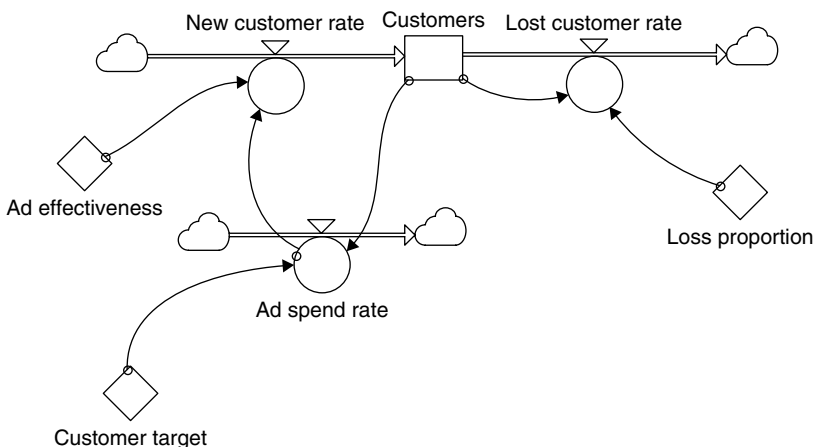 New customer rate
Customers
Lost customer rate
Ad effectiveness
Loss proportion
Ad spend rate
Customer target